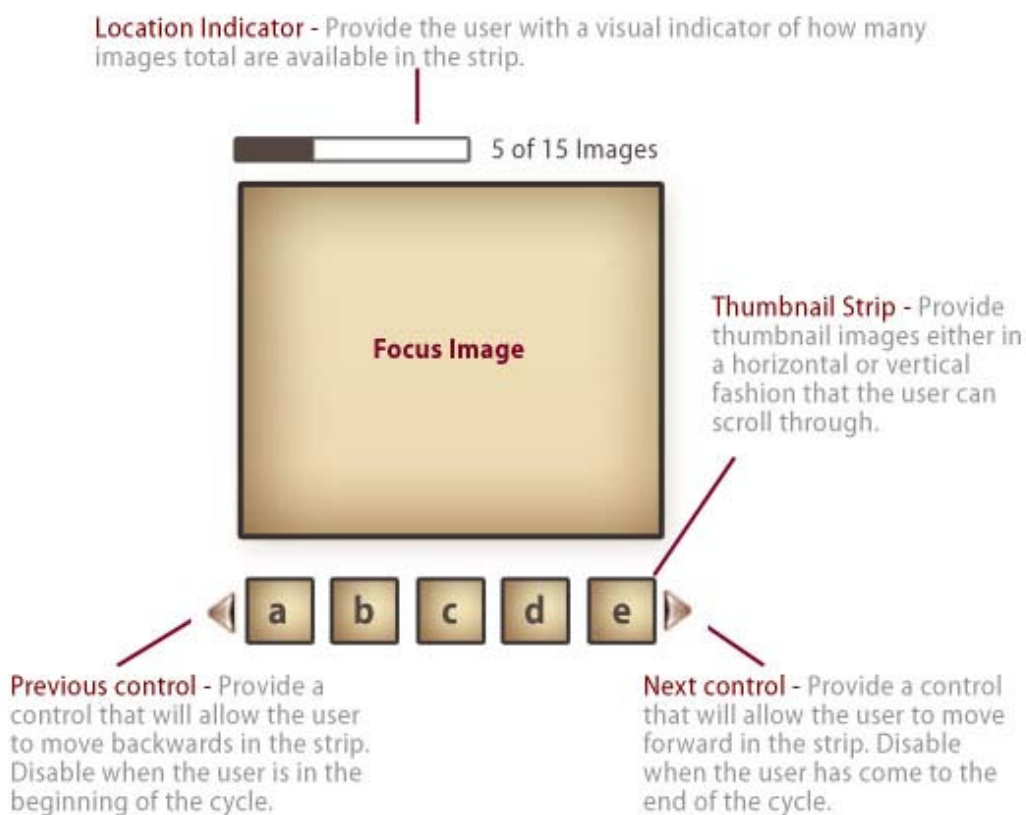 Location Indicator - Provide the user with a visual indicator of how many
images total are available in the strip.
5 of 15 Images
Focus Image
Thumbnail Strip - Provide
thumbnail images either in
a horizontal or vertical
fashion that the user can
scroll through.
a b c d e
Previous control - Provide a
control that will allow the user
to move backwards in the strip.
Disable when the user is in the
beginning of the cycle.
Next control - Provide a control
that will allow the user to move
forward in the strip. Disable
when the user has come to the
end of the cycle.